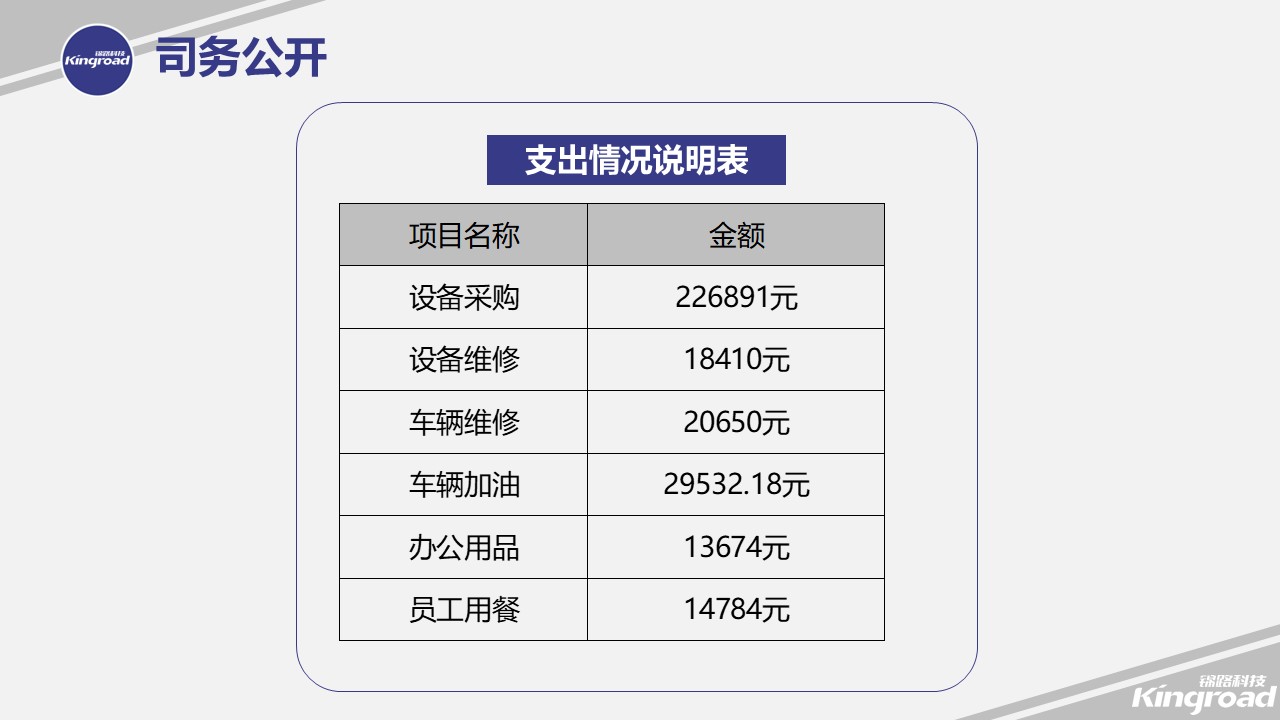 锦路科技
Kingroad
司务公开
支出情况说明表
项目名称 金额
设备采购 226891元
设备维修 18410元
车辆维修 20650元
车辆加油 29532.18元
办公用品 13674元
员工用餐 14784元
锦路科技
Kingroad